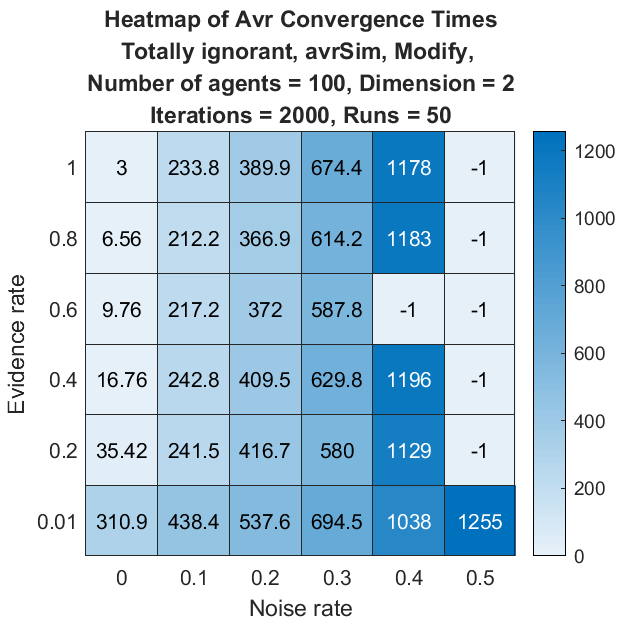 Heatmap of Avr Convergence Times
Totally ignorant, avrSim, Modify,
Number of agents = 100, Dimension = 2
Iterations = 2000, Runs = 50
Evidence rate
1 3 233.8 389.9 674.4 1178 -1
0.8 6.56 212.2 366.9 614.2 1183 -1
0.6 9.76 217.2 372 587.8 -1 -1
0.4 16.76 242.8 409.5 629.8 1196 -1
0.2 35.42 241.5 416.7 580 1129 -1
0.01 310.9 438.4 537.6 694.5 1038 1255
0 0.1 0.2 0.3 0.4 0.5
Noise rate
1200
1000
800
600
400
200
0